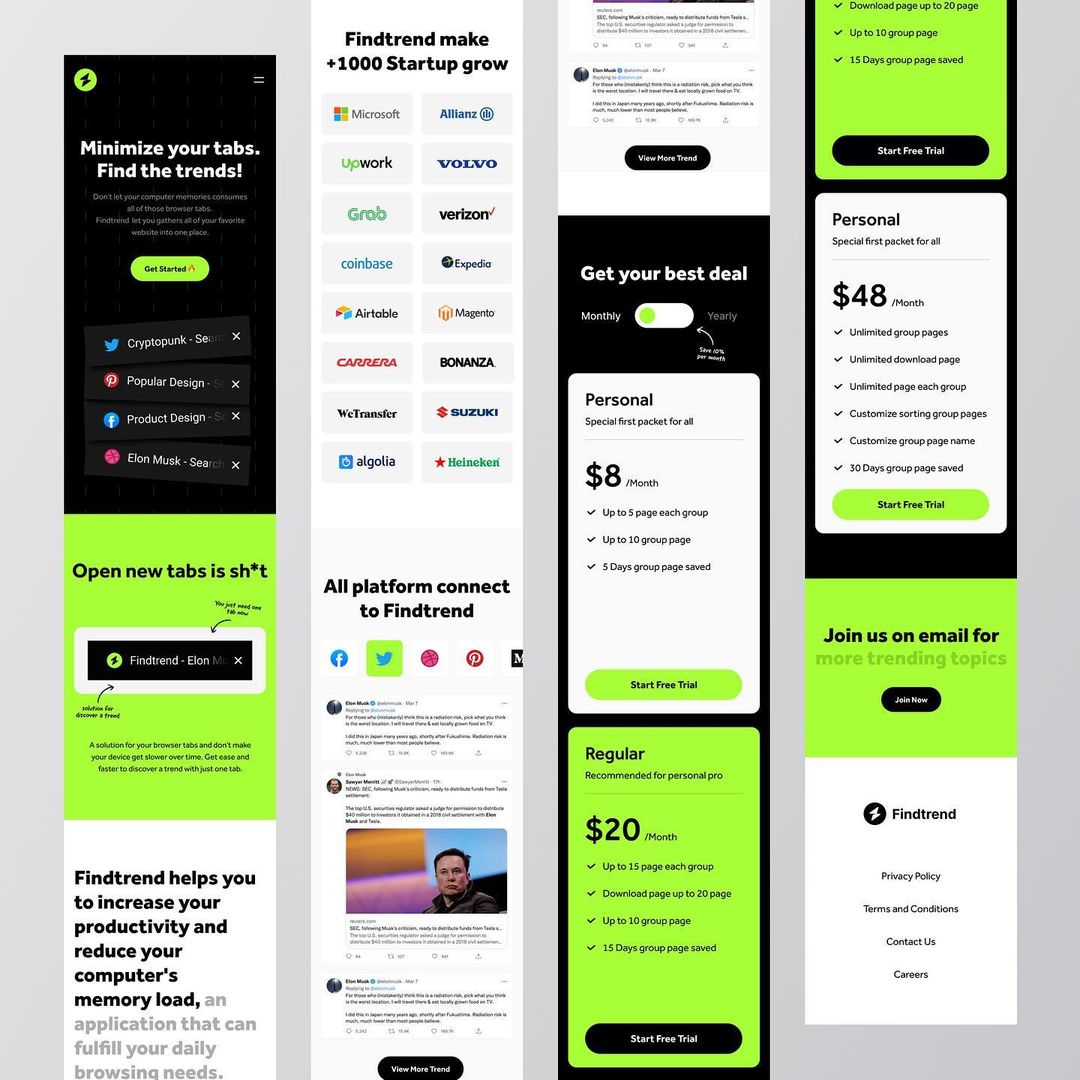 Minimize your tabs.
Find the trends!
Don't let your computer memories consumes
all of those browser tabs.
Findtrend let you gathers all of your favorite
website into one place.
Get Started🔥
Cryptopunk - Sear
Popular Design - Se
Product Design - S
Elon Musk - Search
Open new tabs is sh*t
You just need one
tab now
Findtrend - Elon Mu
solution for
discover a trend
A solution for your browser tabs and don't make
your device get slower over time. Get ease and
faster to discover a trend with just one tab.
Findtrend helps you
to increase your
productivity and
reduce your
computer's
memory load, an
application that can
fulfill your daily
browsing needs.
Findtrend make
+1000 Startup grow
Microsoft
Allianz
upwork
VOLVO
Grab
verizon
coinbase
Expedia
Airtable
Magento
CARRERA
BONANZA
WeTransfer
SUZUKI
algolia
Heineken
All platform connect
to Findtrend
Elon Musk @elonmusk · Mar 7
Replying to @elonmusk
For those who (mistakenly) think this is a radiation risk, pick what you think
is the worst location. I will travel there & eat locally grown food on TV.
I did this in Japan many years ago, shortly after Fukushima. Radiation is
much, much lower than most people believe.
5,238 15.9K 169.6K
Elon Musk
Sawyer Merritt @SawyerMerritt · 17h
NEWS: SEC, following Musk's criticism, ready to distribute funds from Tesla
settlement.
The top U.S. securities regulator asked a judge for permission to distribute
$40 million to investors it obtained in a 2018 civil settlement with Elon
Musk and Tesla.
reuters.com
SEC, following Musk's criticism, ready to distribute funds from Tesla s...
The top U.S. securities regulator asked a judge for permission to
distribute $40 million it obtained in a 2018 civil settlemen...
94 107 941
Elon Musk @elonmusk · Mar 7
Replying to @elonmusk
For those who (mistakenly) think this is a radiation risk, pick what you think
is the worst location. I will travel there & eat locally grown food on TV.
I did this in Japan many years ago, shortly after Fukushima. Radiation is
much, much lower than most people believe.
5,242 15.9K 169.7K
View More Trend
reuters.com
SEC, following Musk's criticism, ready to distribute funds from Tesla s...
The top U.S. securities regulator asked a judge for permission to
distribute $40 million it obtained in a 2018 civil settlemen...
94 107 941
Elon Musk @elonmusk · Mar 7
Replying to @elonmusk
For those who (mistakenly) think this is a radiation risk, pick what you think
is the worst location. I will travel there & eat locally grown food on TV.
I did this in Japan many years ago, shortly after Fukushima. Radiation is
much, much lower than most people believe.
5,242 15.9K 169.7K
View More Trend
Get your best deal
Monthly Yearly
Save 10%
per month
Personal
Special first packet for all
$8 /Month
Up to 5 page each group
Up to 10 group page
5 Days group page saved
Start Free Trial
Regular
Recommended for personal pro
$20 /Month
Up to 15 page each group
Download page up to 20 page
Up to 10 group page
15 Days group page saved
Start Free Trial
Download page up to 20 page
Up to 10 group page
15 Days group page saved
Start Free Trial
Personal
Special first packet for all
$48 /Month
Unlimited group pages
Unlimited download page
Unlimited page each group
Customize sorting group pages
Customize group page name
30 Days group page saved
Start Free Trial
Join us on email for
more trending topics
Join Now
Findtrend
Privacy Policy
Terms and Conditions
Contact Us
Careers